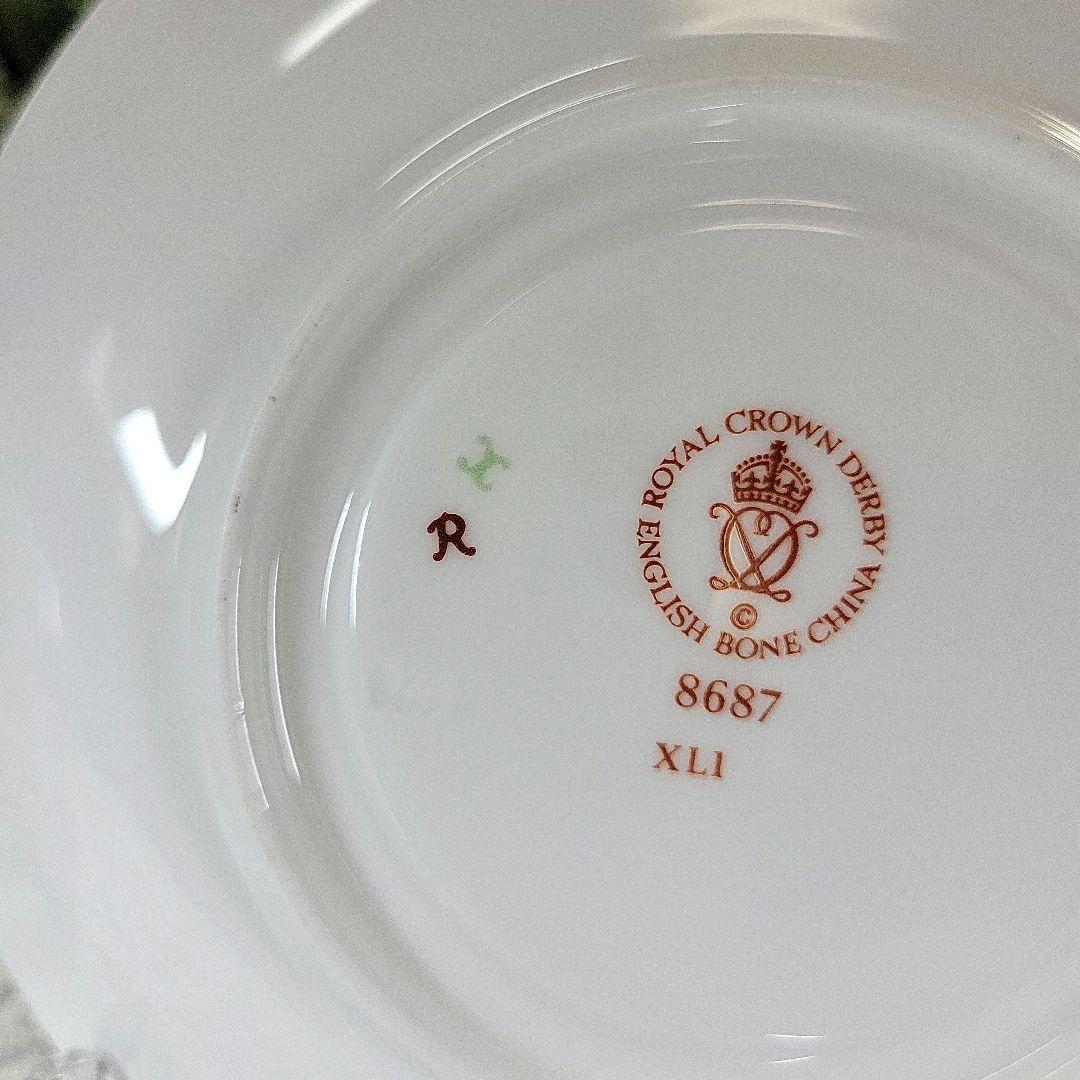 ROYAL CROWN DERBY
ENGLISH BONE CHINA
©
8687
XLI
H
R